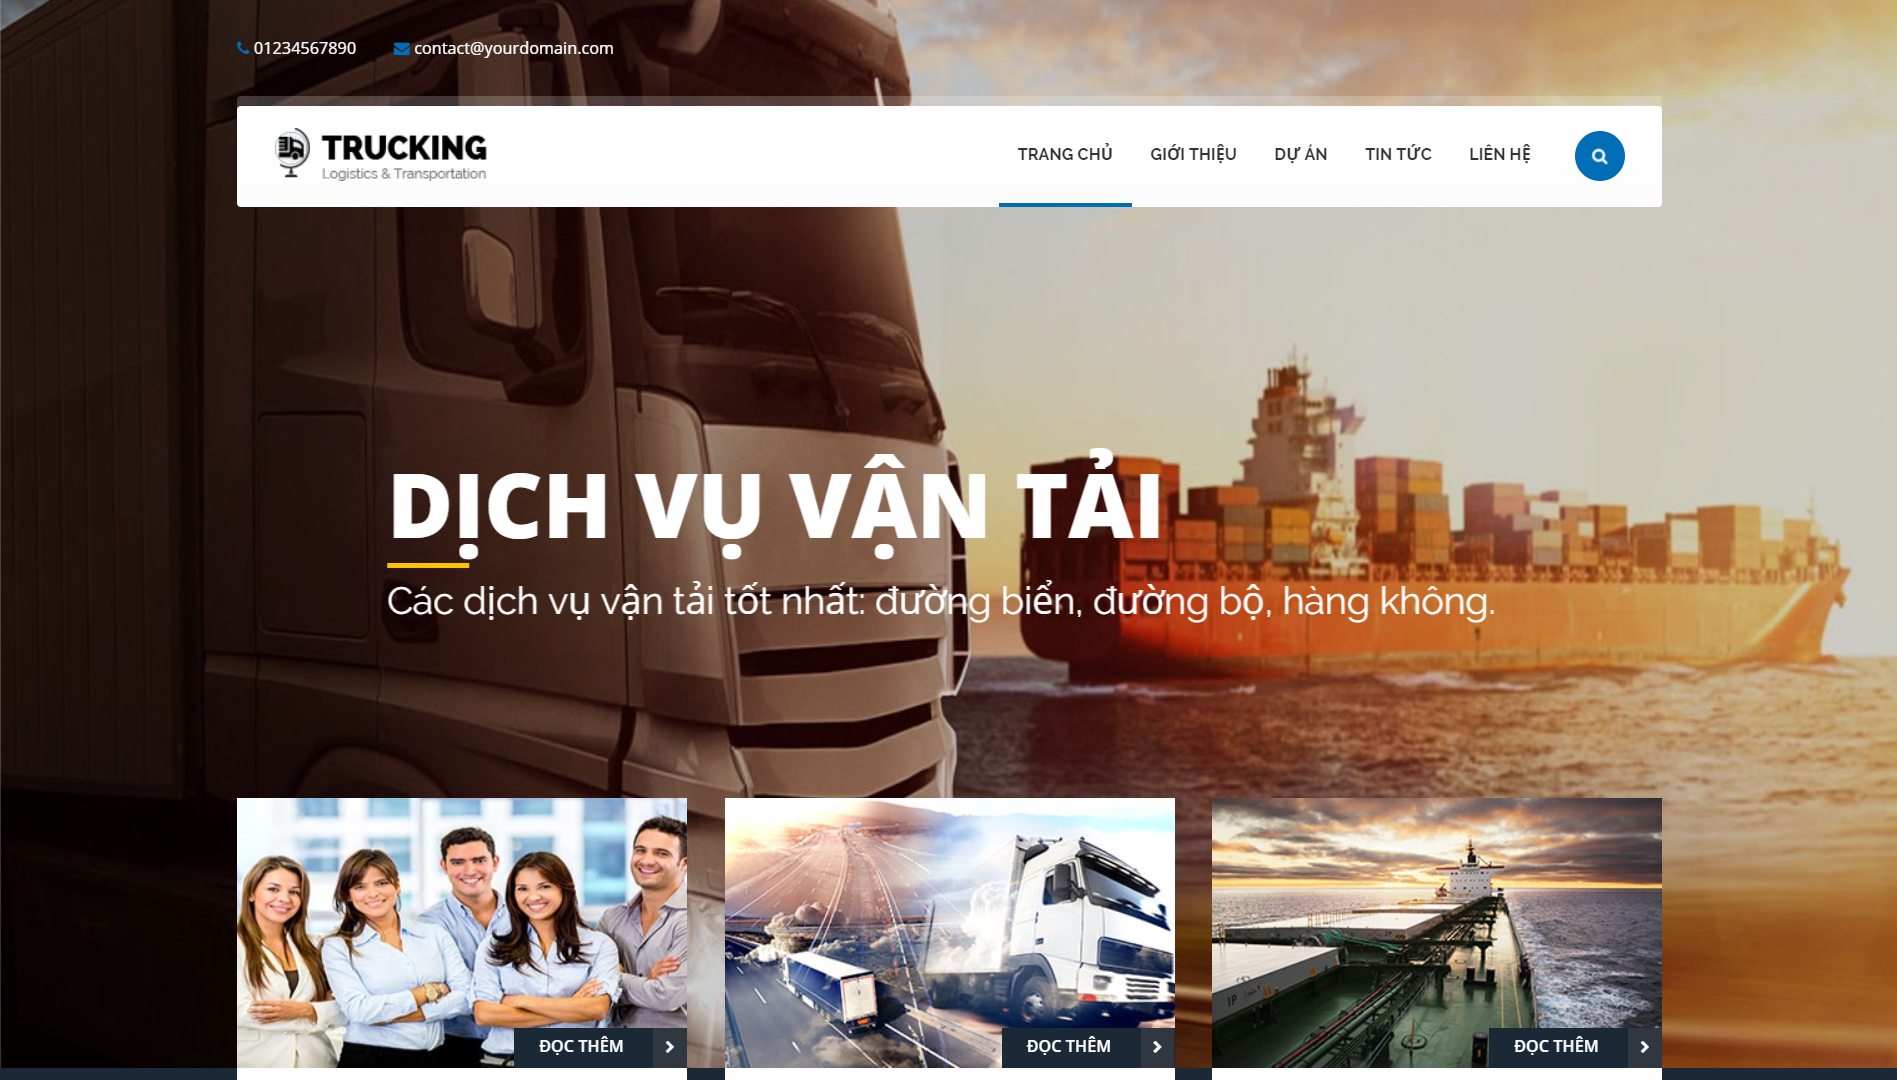 01234567890 contact@yourdomain.com
TRUCKING
Logistics & Transportation
TRANG CHỦ GIỚI THIỆU DỰ ÁN TIN TỨC LIÊN HỆ
DỊCH VỤ VẬN TẢI
Các dịch vụ vận tải tốt nhất: đường biển, đường bộ, hàng không.
IP
ĐỌC THÊM ĐỌC THÊM ĐỌC THÊM